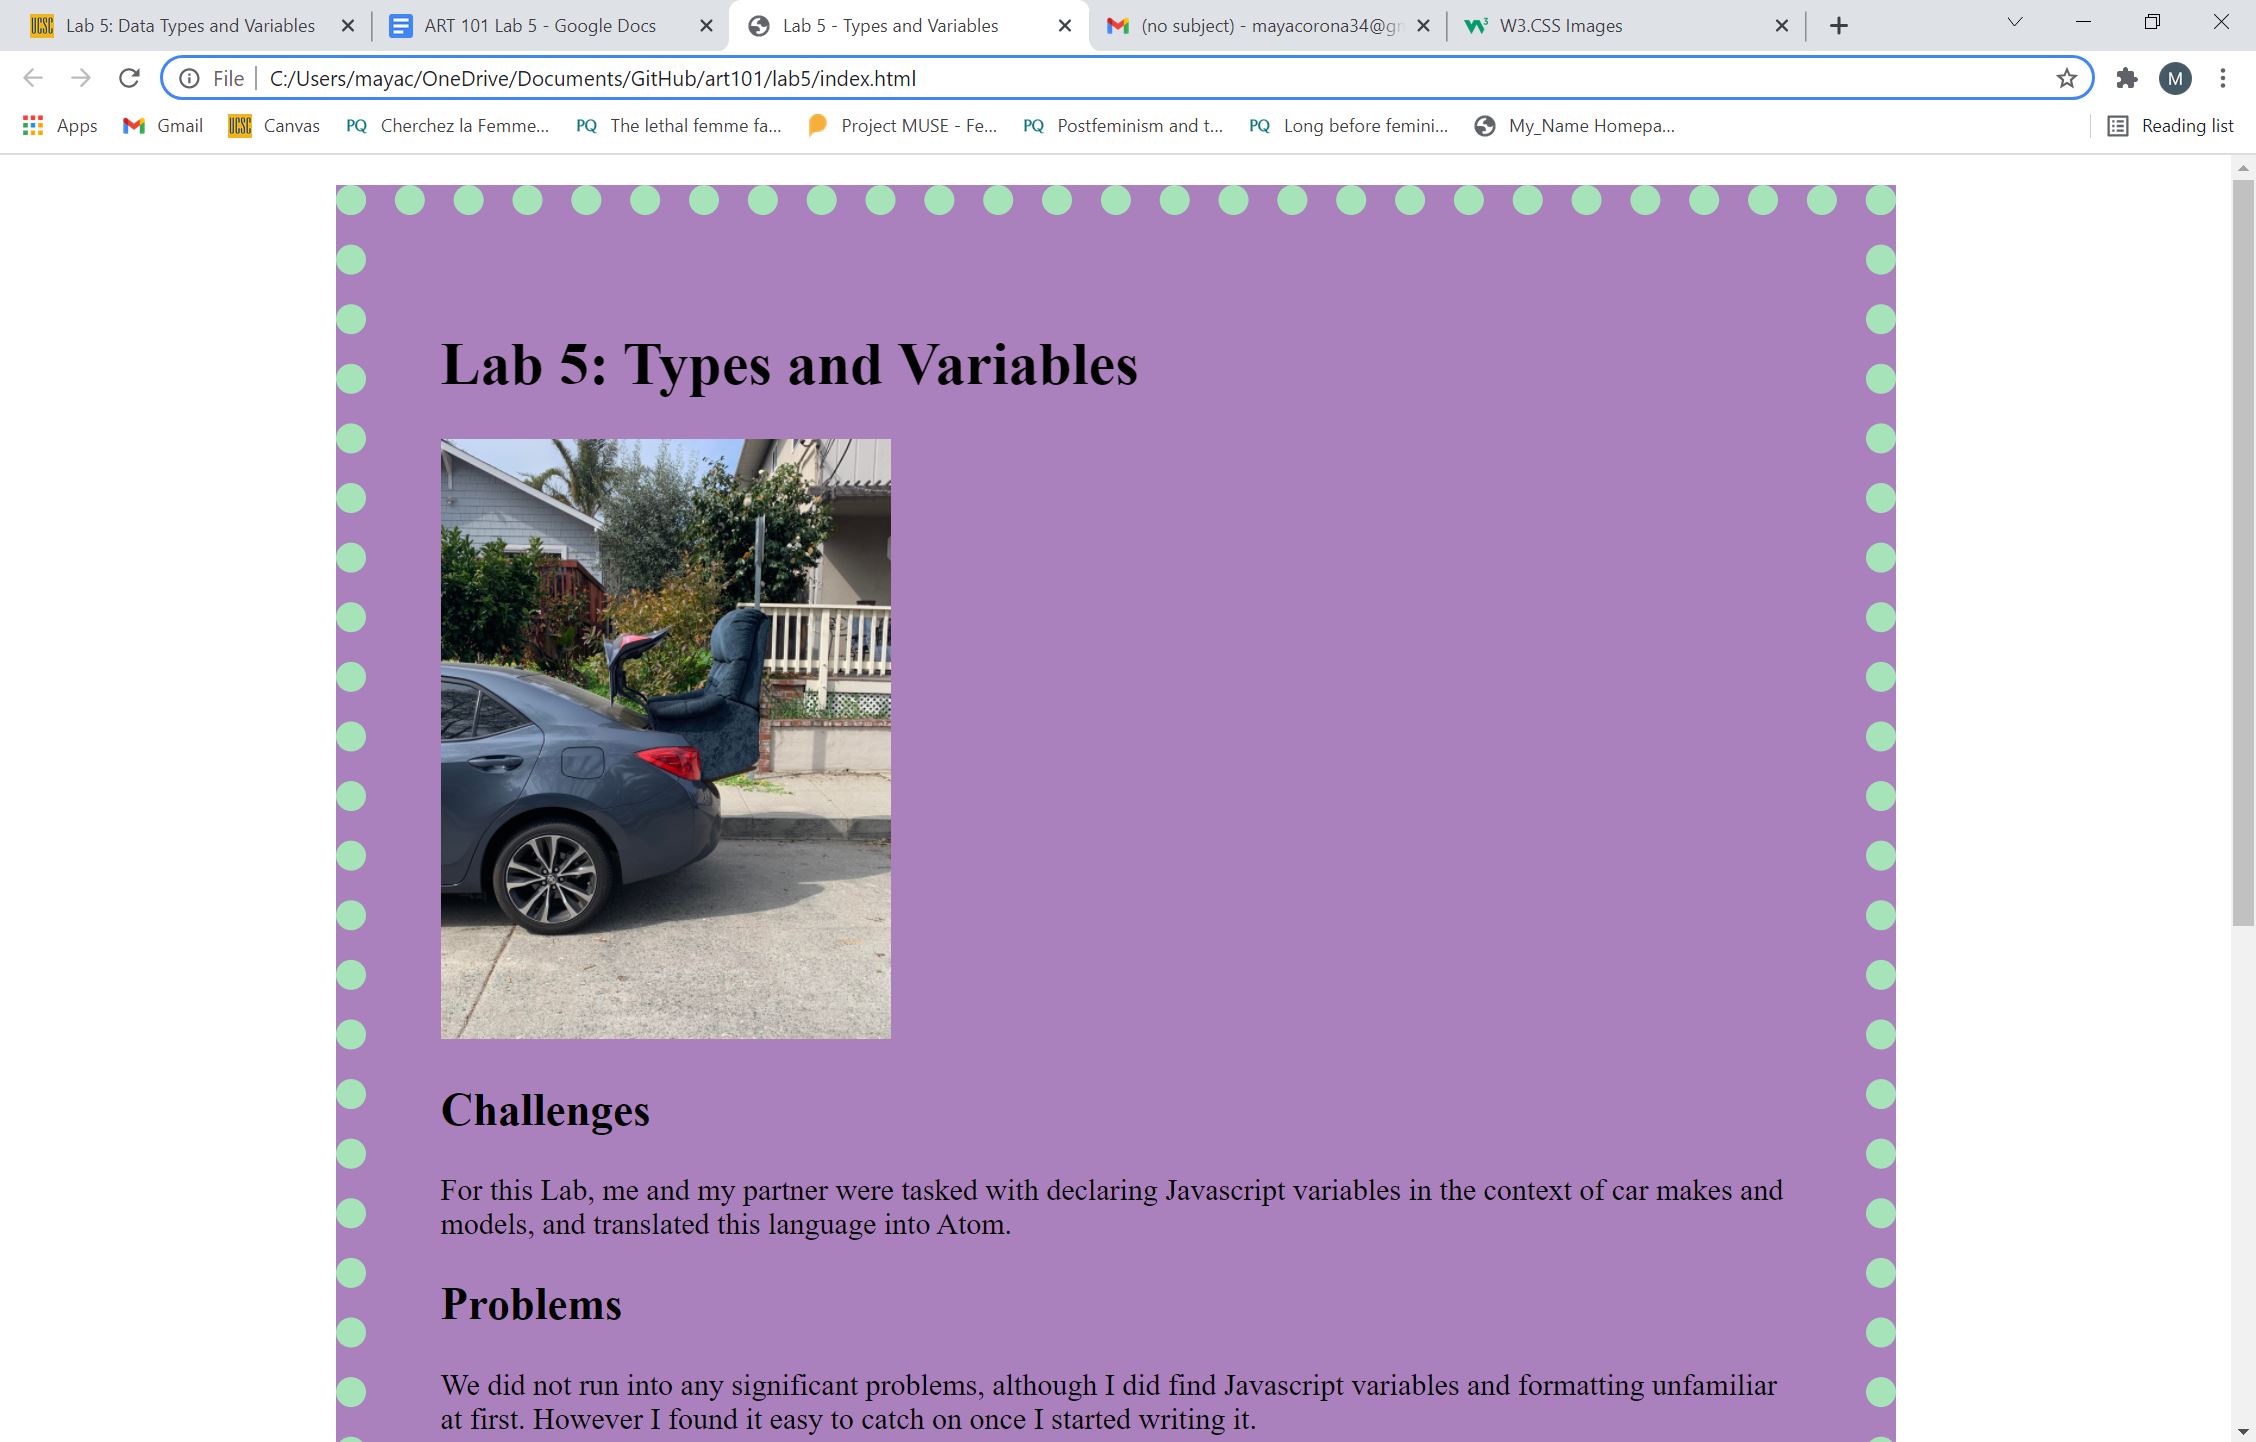 Lab 5: Data Types and Variables
ART 101 Lab 5 - Google Docs
Lab 5 - Types and Variables
(no subject) - mayacorona34@gm
W3.CSS Images
File
C:/Users/mayac/OneDrive/Documents/GitHub/art101/lab5/index.html
M
Apps
Gmail
UCSC Canvas
PQ Cherchez la Femme...
PQ The lethal femme fa...
Project MUSE - Fe...
PQ Postfeminism and t...
PQ Long before femini...
My_Name Homepa...
Reading list
Lab 5: Types and Variables
Challenges
For this Lab, me and my partner were tasked with declaring Javascript variables in the context of car makes and
models, and translated this language into Atom.
Problems
We did not run into any significant problems, although I did find Javascript variables and formatting unfamiliar
at first. However I found it easy to catch on once I started writing it.